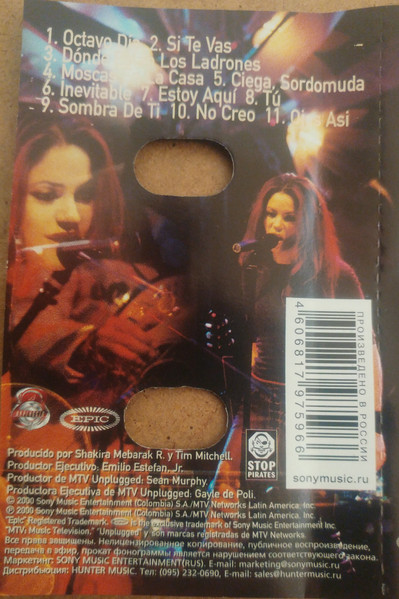 1. Octavo Día 2. Si Te Vas
3. Dónde Los Ladrones
4. Moscas La Casa 5. Ciega, Sordomuda
6. Inevitable 7. Estoy Aquí 8. Tú
9. Sombra De Ti 10. No Creo 11. Asi
EPIC
STOP
PIRATES
ПРОИЗВЕДЕНО В РОССИИ
4 606817 975966
sonymusic.ru
Producido por Shakira Mebarak R. y Tim Mitchell.
Productor Ejecutivo: Emilio Estefan, Jr.
Productor de MTV Unplugged: Sean Murphy.
Productora Ejecutiva de MTV Unplugged: Gayle de Poli.
© 2000 Sony Music Entertainment (Colombia) S.A./MTV Networks Latin America, Inc.
℗ 2000 Sony Music Entertainment (Colombia) S.A./MTV Networks Latin America, Inc.
"Epic" Registered Trademark. EPIC is the exclusive trademark of Sony Music Entertainment Inc.
"MTV, Music Television," "Unplugged" y son marcas registradas de MTV Networks.
Все права защищены. Нелицензированное копирование, публичное воспроизведение,
передача в эфир, прокат фонограммы является нарушением соответствующего закона.
Маркетинг: SONY MUSIC ENTERTAINMENT(RUS). E-mail: marketing@sonymusic.ru
Дистрибьюция: HUNTER MUSIC. Тел: (095) 232-0690, E-mail: sales@huntermusic.ru